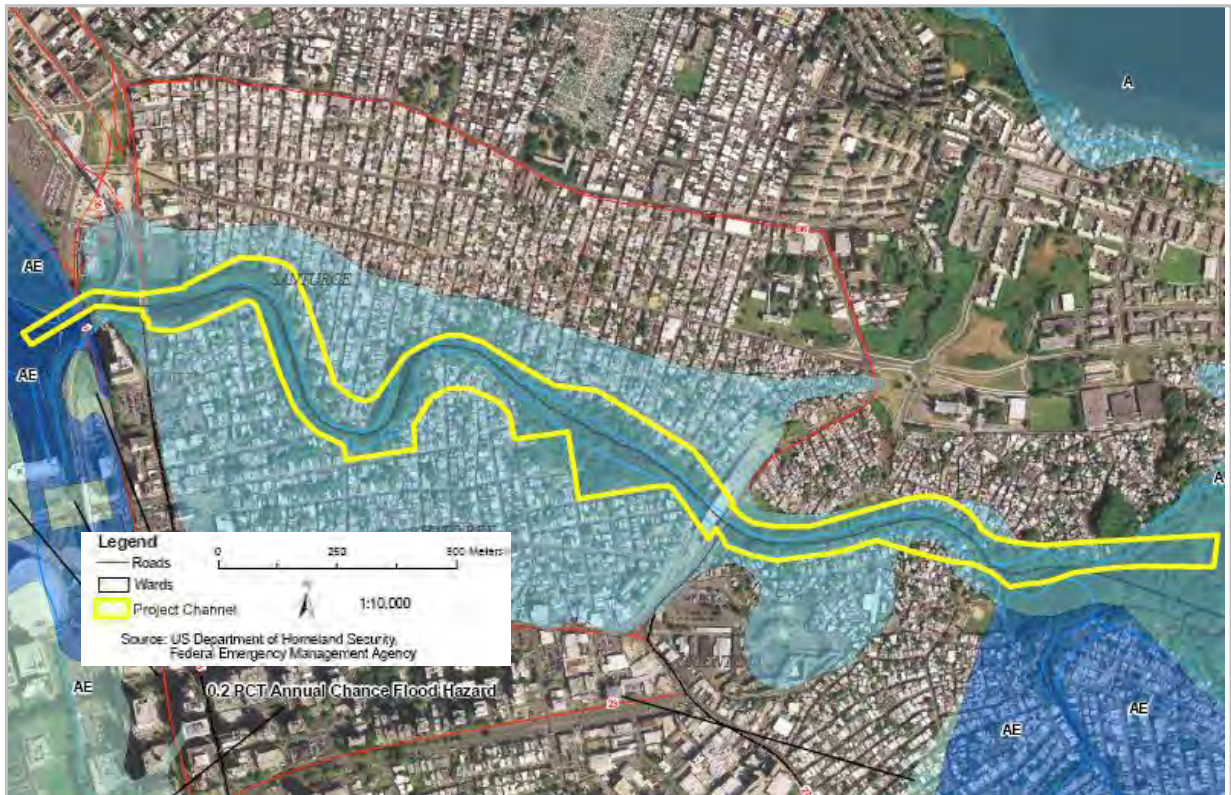 A
AE
SANTURCE
AE
A
Legend
Roads
Wards
Project Channel
0 250 500 Meters
N
1:10,000
Source: US Department of Homeland Security,
Federal Emergency Management Agency
AE
0.2 PCT Annual Chance Flood Hazard
25
AE
AE